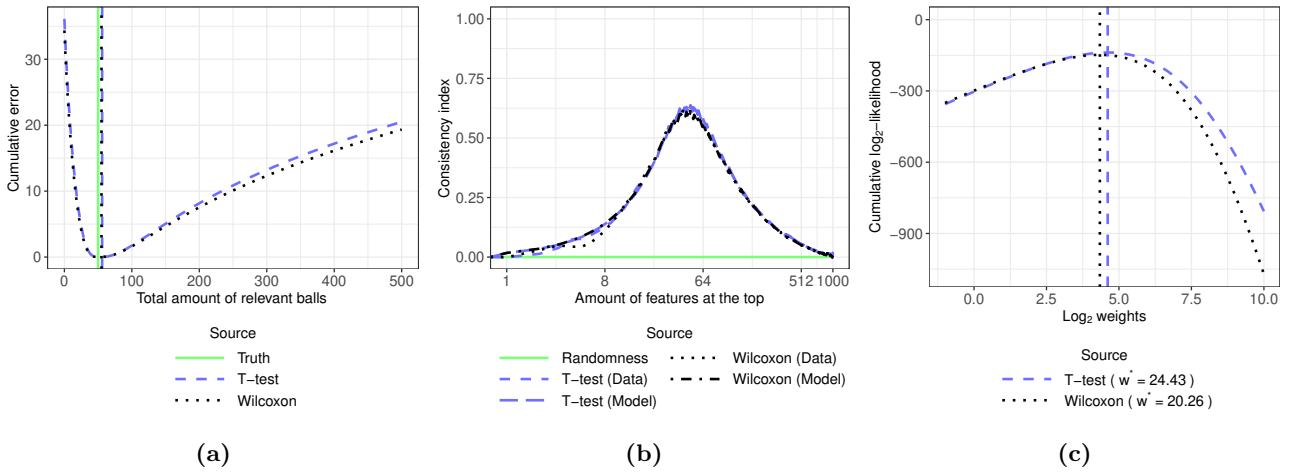 Cumulative error
30
20
10
0
0 100 200 300 400 500
Total amount of relevant balls
Source
Truth
T−test
Wilcoxon
(a)
Consistency index
1.00
0.75
0.50
0.25
0.00
1 8 64 512 1000
Amount of features at the top
Source
Randomness
T−test (Data)
T−test (Model)
Wilcoxon (Data)
Wilcoxon (Model)
(b)
Cumulative log₂−likelihood
0
−300
−600
−900
0.0 2.5 5.0 7.5 10.0
Log₂ weights
Source
T−test ( w* = 24.43 )
Wilcoxon ( w* = 20.26 )
(c)